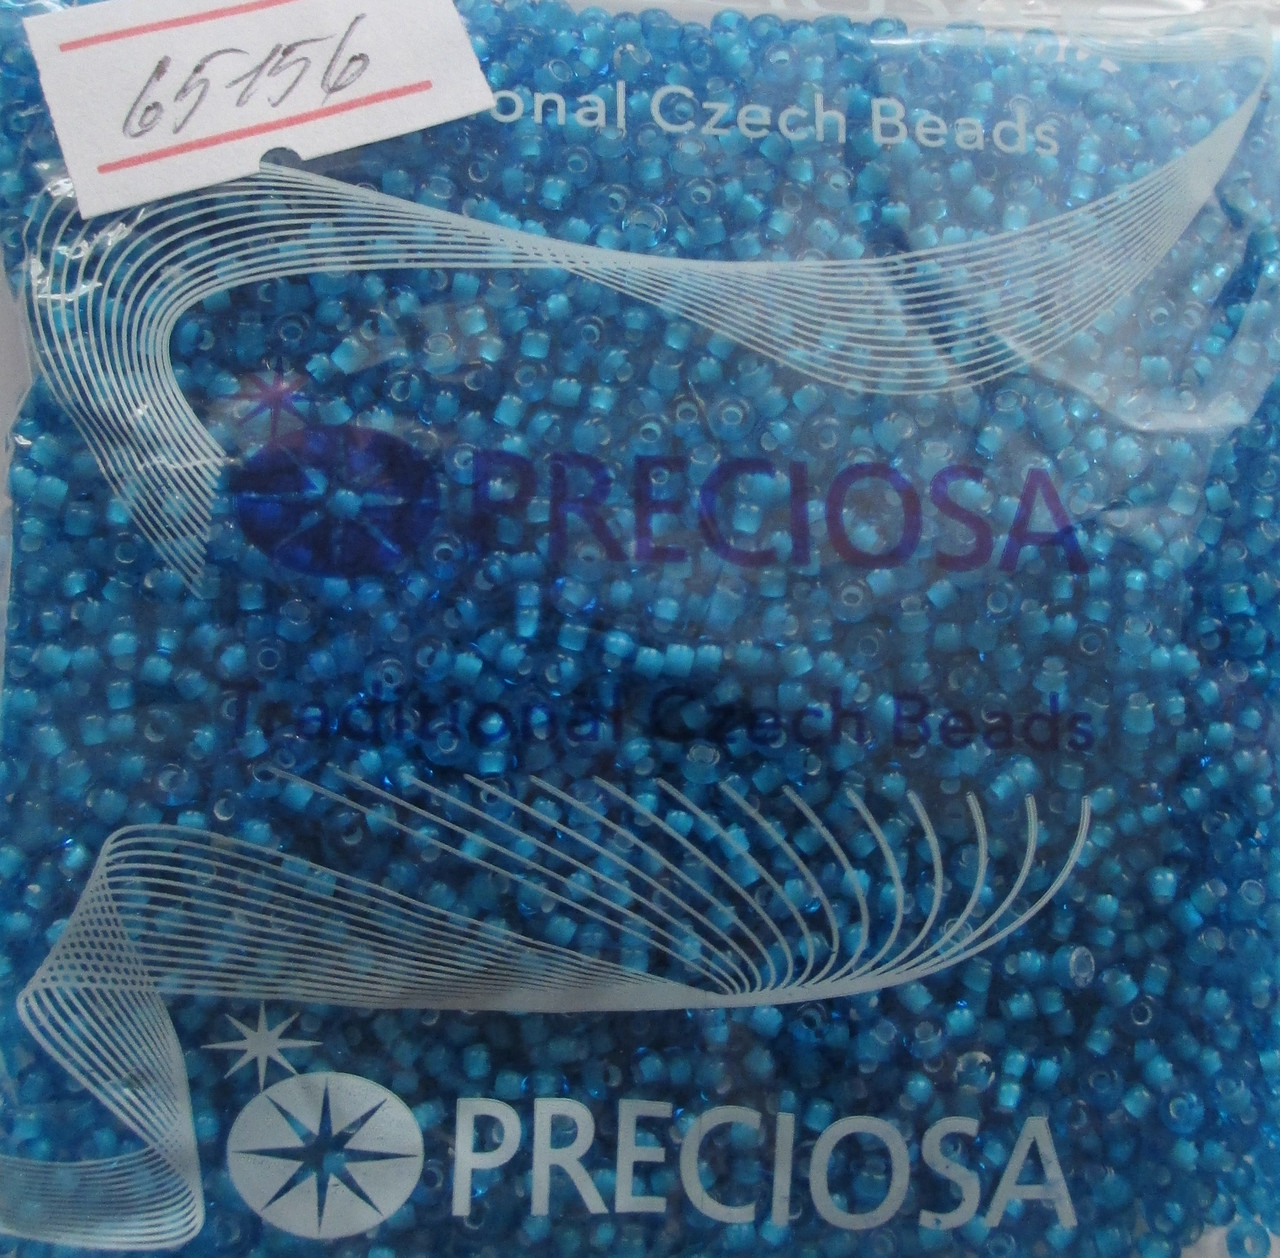 65156
onal Czech Beads
PRECIOSA
Traditional Czech Beads
PRECIOSA